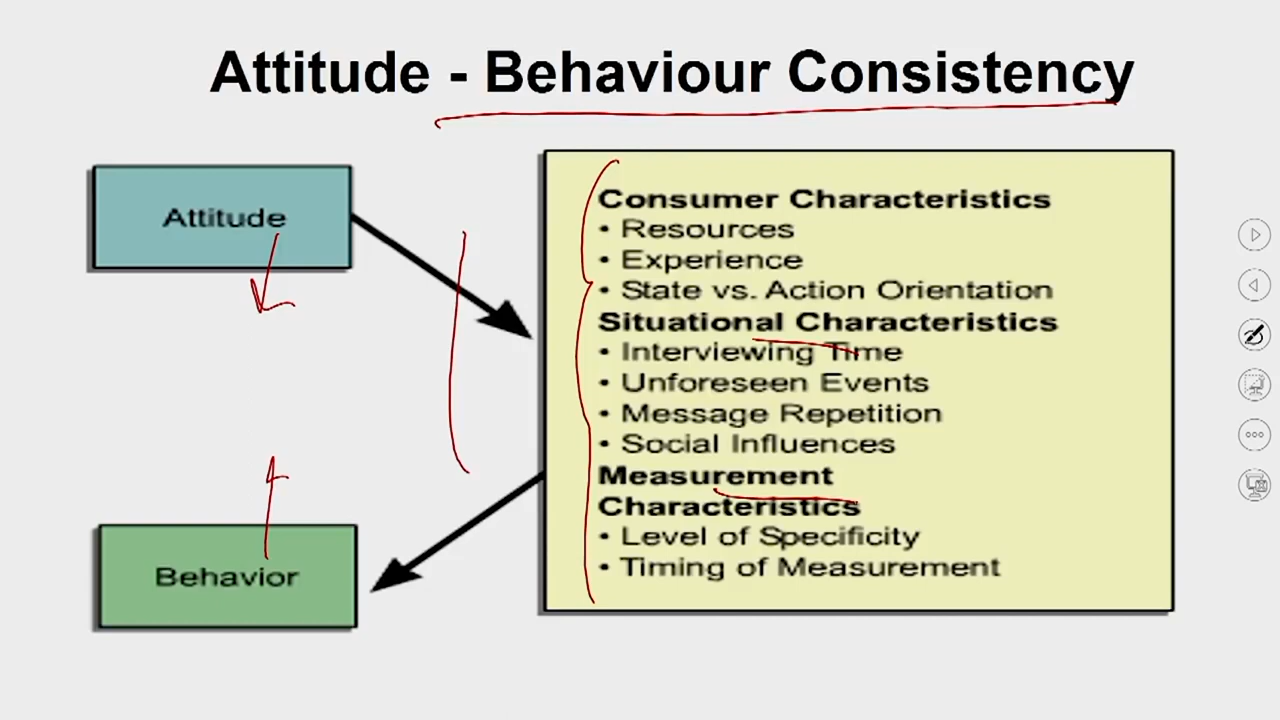 Attitude - Behaviour Consistency
Attitude
Consumer Characteristics
• Resources
• Experience
• State vs. Action Orientation
Situational Characteristics
• Interviewing Time
• Unforeseen Events
• Message Repetition
• Social Influences
Measurement
Characteristics
• Level of Specificity
• Timing of Measurement
Behavior